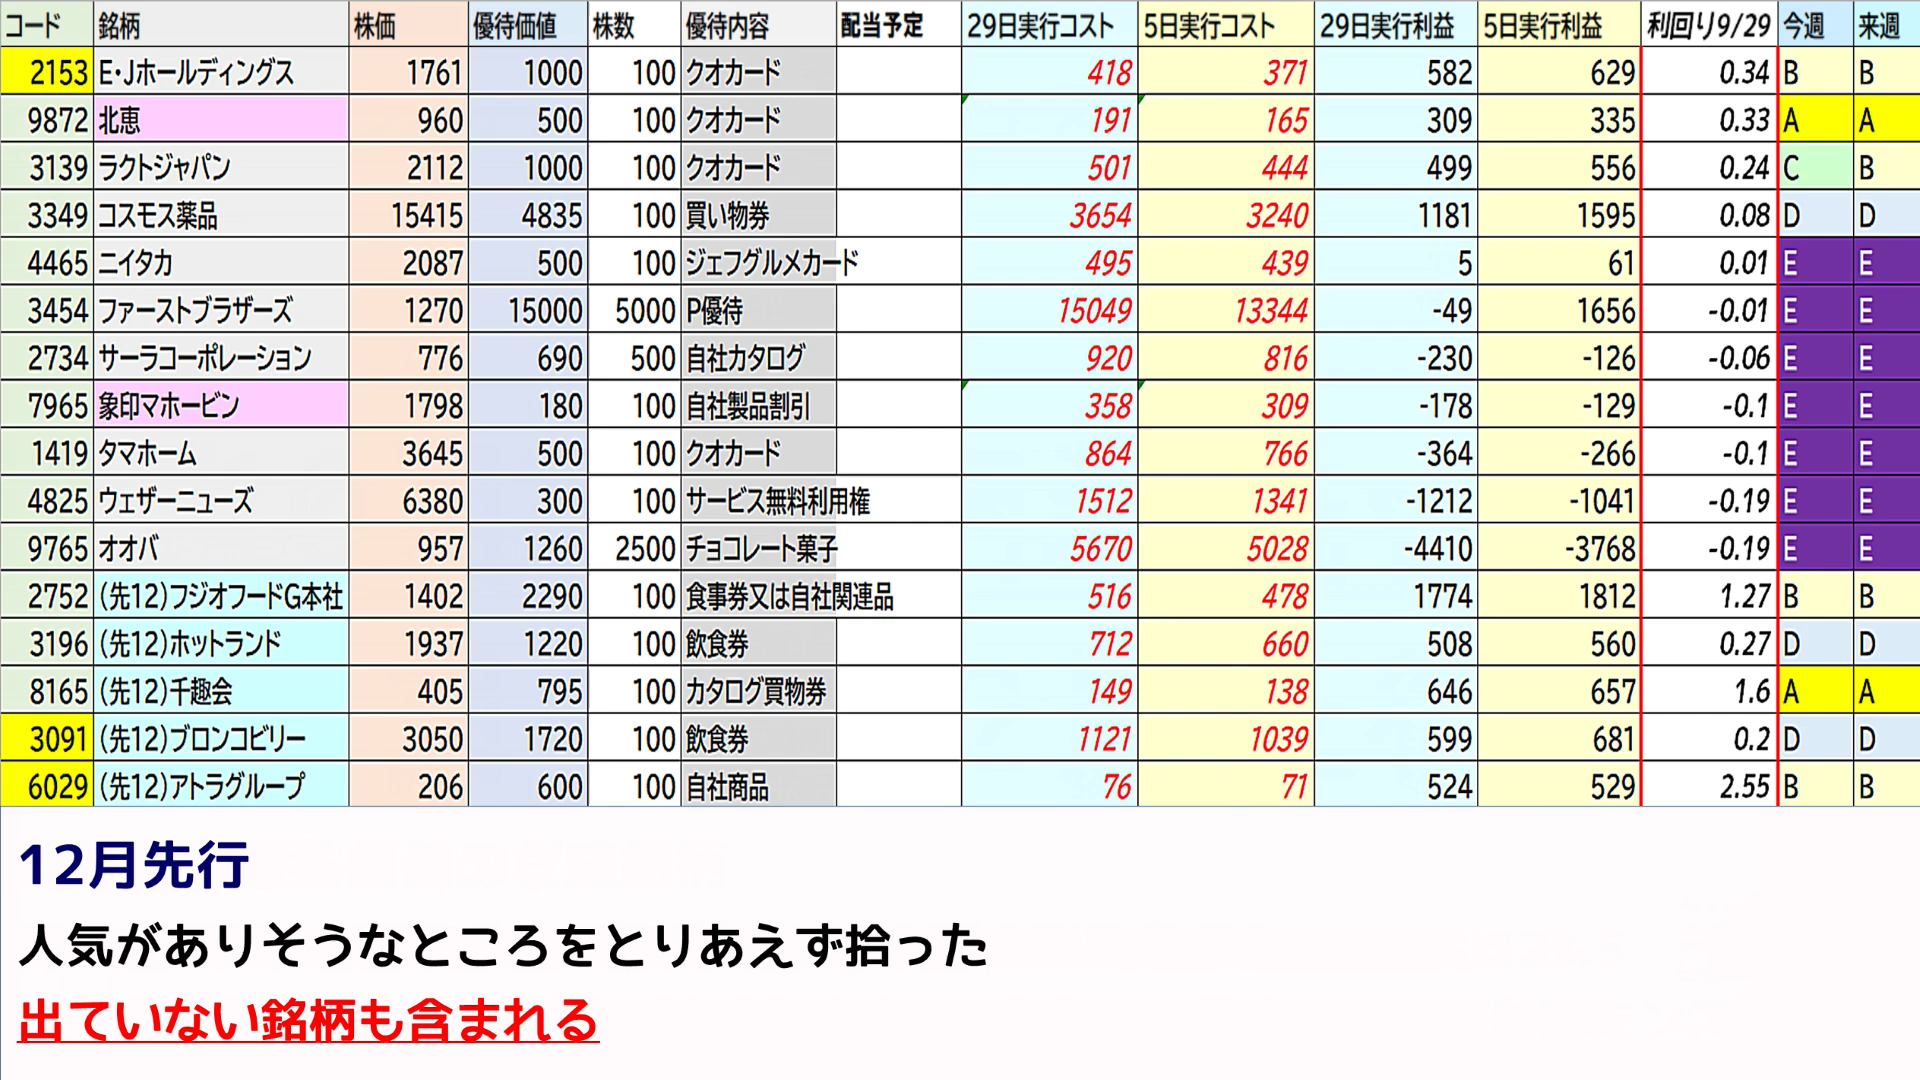 コード 銘柄 株価 優待価値 株数 優待内容 配当予定 29日実行コスト 5日実行コスト 29日実行利益 5日実行利益 利回り9/29 今週 来週
2153 E・Jホールディングス 1761 1000 100 クオカード 418 371 582 629 0.34 B B
9872 北恵 960 500 100 クオカード 191 165 309 335 0.33 A A
3139 ラクトジャパン 2112 1000 100 クオカード 501 444 499 556 0.24 C B
3349 コスモス薬品 15415 4835 100 買い物券 3654 3240 1181 1595 0.08 D D
4465 ニイタカ 2087 500 100 ジェフグルメカード 495 439 5 61 0.01 E E
3454 ファーストブラザーズ 1270 15000 5000 P優待 15049 13344 -49 1656 -0.01 E E
2734 サーラコーポレーション 776 690 500 自社カタログ 920 816 -230 -126 -0.06 E E
7965 象印マホービン 1798 180 100 自社製品割引 358 309 -178 -129 -0.1 E E
1419 タマホーム 3645 500 100 クオカード 864 766 -364 -266 -0.1 E E
4825 ウェザーニューズ 6380 300 100 サービス無料利用権 1512 1341 -1212 -1041 -0.19 E E
9765 オオバ 957 1260 2500 チョコレート菓子 5670 5028 -4410 -3768 -0.19 E E
2752 (先12)フジオフードG本社 1402 2290 100 食事券又は自社関連品 516 478 1774 1812 1.27 B B
3196 (先12)ホットランド 1937 1220 100 飲食券 712 660 508 560 0.27 D D
8165 (先12)千趣会 405 795 100 カタログ買物券 149 138 646 657 1.6 A A
3091 (先12)ブロンコビリー 3050 1720 100 飲食券 1121 1039 599 681 0.2 D D
6029 (先12)アトラグループ 206 600 100 自社商品 76 71 524 529 2.55 B B
12月先行
人気がありそうなところをとりあえず拾った
出ていない銘柄も含まれる